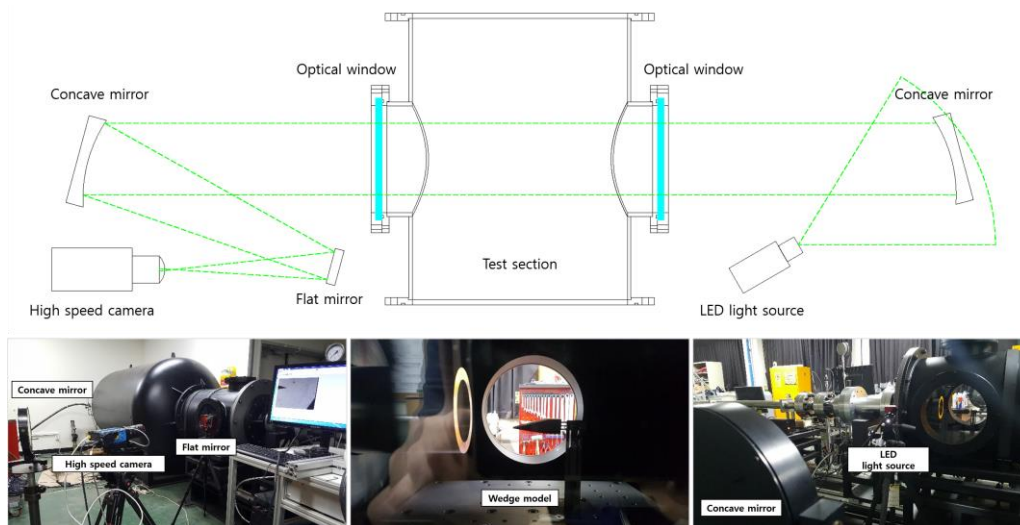 Optical window
Optical window
Concave mirror
Concave mirror
Test section
High speed camera
Flat mirror
LED light source
Concave mirror
High speed camera
Flat mirror
Wedge model
LED
light source
Concave mirror